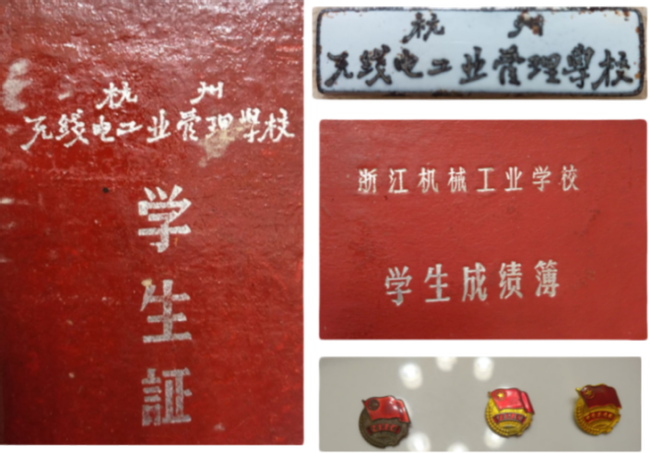 杭州
无线电工业管理学校
学
生
証
杭州
无线电工业管理學校
浙江机械工业学校
学生成绩簿